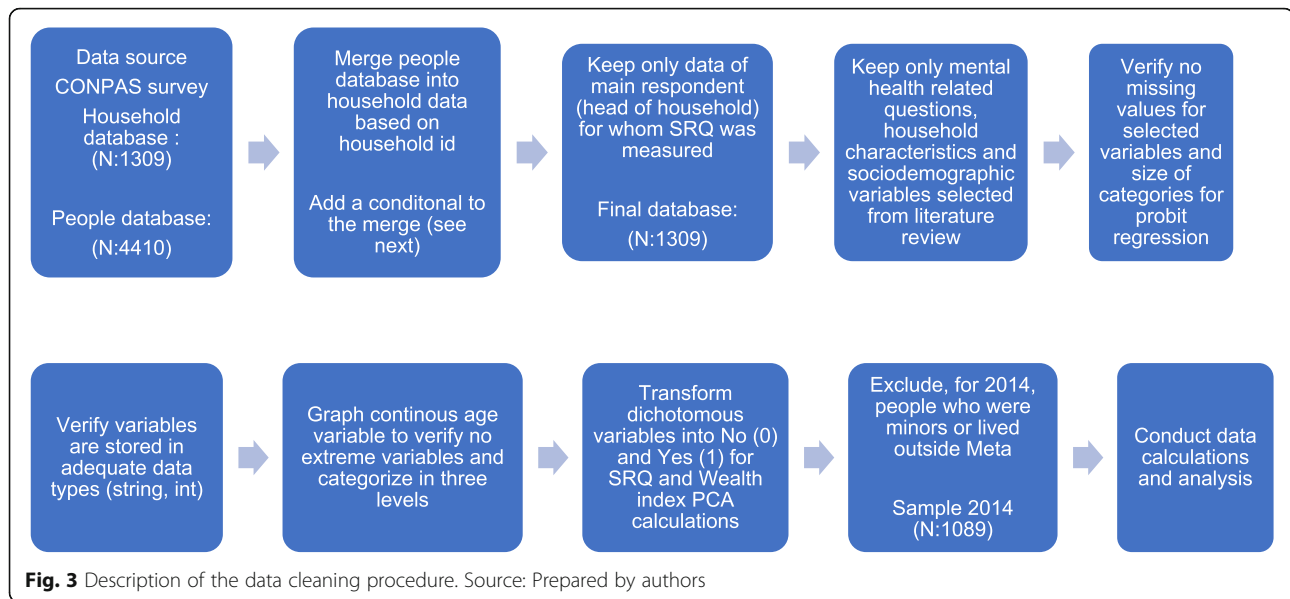 Data source
CONPAS survey
Household
database :
(N:1309)
People database:
(N:4410)
Merge people
database into
household data
based on
household id
Add a conditonal to
the merge (see
next)
Keep only data of
main respondent
(head of household)
for whom SRQ was
measured
Final database:
(N:1309)
Keep only mental
health related
questions,
household
characteristics and
sociodemographic
variables selected
from literature
review
Verify no
missing
values for
selected
variables and
size of
categories for
probit
regression
Verify variables
are stored in
adequate data
types (string, int)
Graph continous age
variable to verify no
extreme variables and
categorize in three
levels
Transform
dichotomous
variables into No (0)
and Yes (1) for
SRQ and Wealth
index PCA
calculations
Exclude, for 2014,
people who were
minors or lived
outside Meta
Sample 2014
(N:1089)
Conduct data
calculations
and analysis
Fig. 3 Description of the data cleaning procedure. Source: Prepared by authors